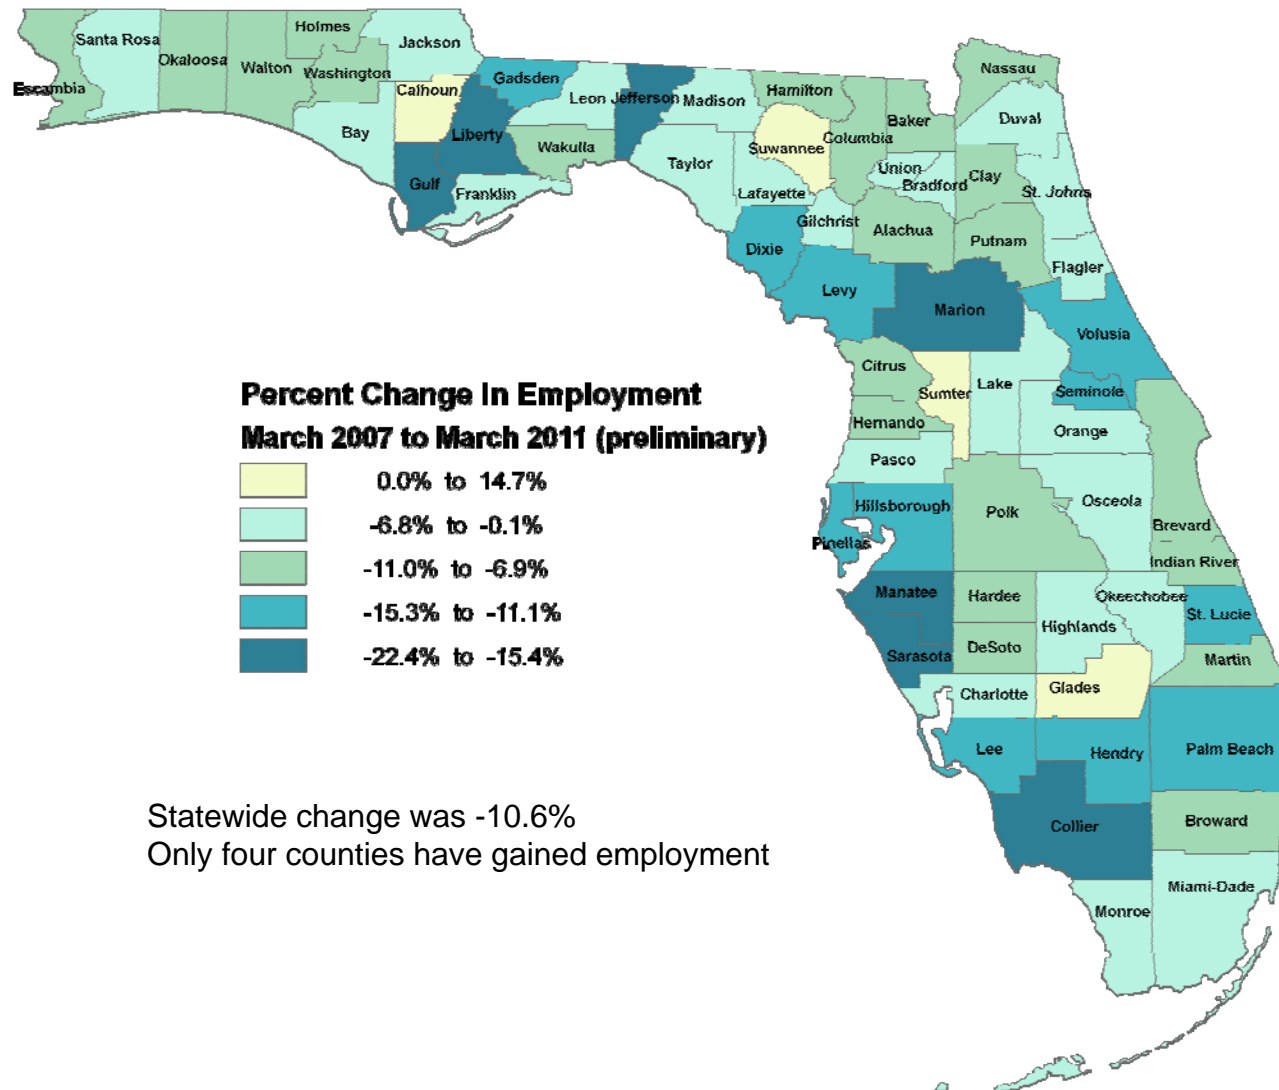 Holmes
Santa Rosa
Jackson
Okaloosa
Walton
Washington
Escambia
Calhoun
Gadsden
Leon
Jefferson
Madison
Hamilton
Nassau
Bay
Liberty
Wakulla
Taylor
Suwannee
Columbia
Baker
Duval
Gulf
Franklin
Lafayette
Union
Bradford
Clay
St. Johns
Gilchrist
Alachua
Putnam
Dixie
Flagler
Levy
Marion
Volusia
Citrus
Sumter
Lake
Seminole
Hernando
Orange
Pasco
Percent Change In Employment
March 2007 to March 2011 (preliminary)
0.0% to 14.7%
-6.8% to -0.1%
-11.0% to -6.9%
-15.3% to -11.1%
-22.4% to -15.4%
Hillsborough
Polk
Osceola
Brevard
Pinellas
Indian River
Manatee
Hardee
Okeechobee
St. Lucie
Highlands
Sarasota
DeSoto
Martin
Charlotte
Glades
Lee
Hendry
Palm Beach
Collier
Broward
Miami-Dade
Monroe
Statewide change was -10.6%
Only four counties have gained employment